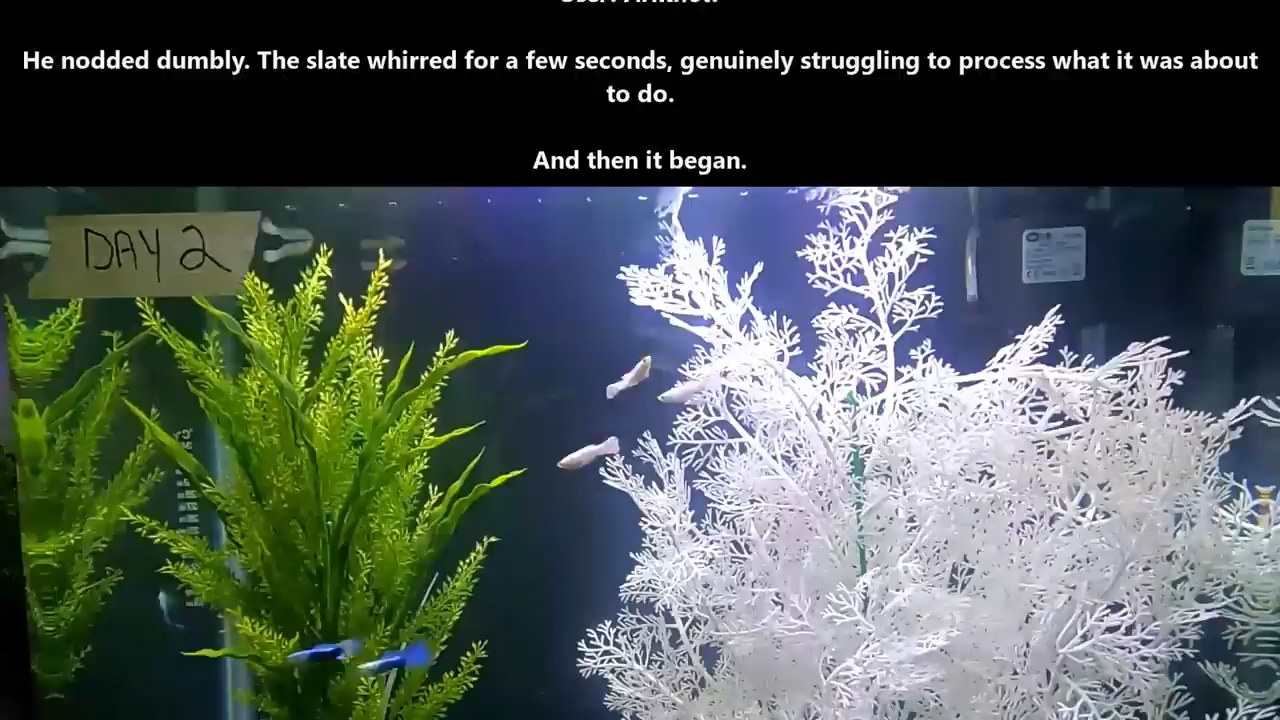 He nodded dumbly. The slate whirred for a few seconds, genuinely struggling to process what it was about
to do.
And then it began.
DAY 2